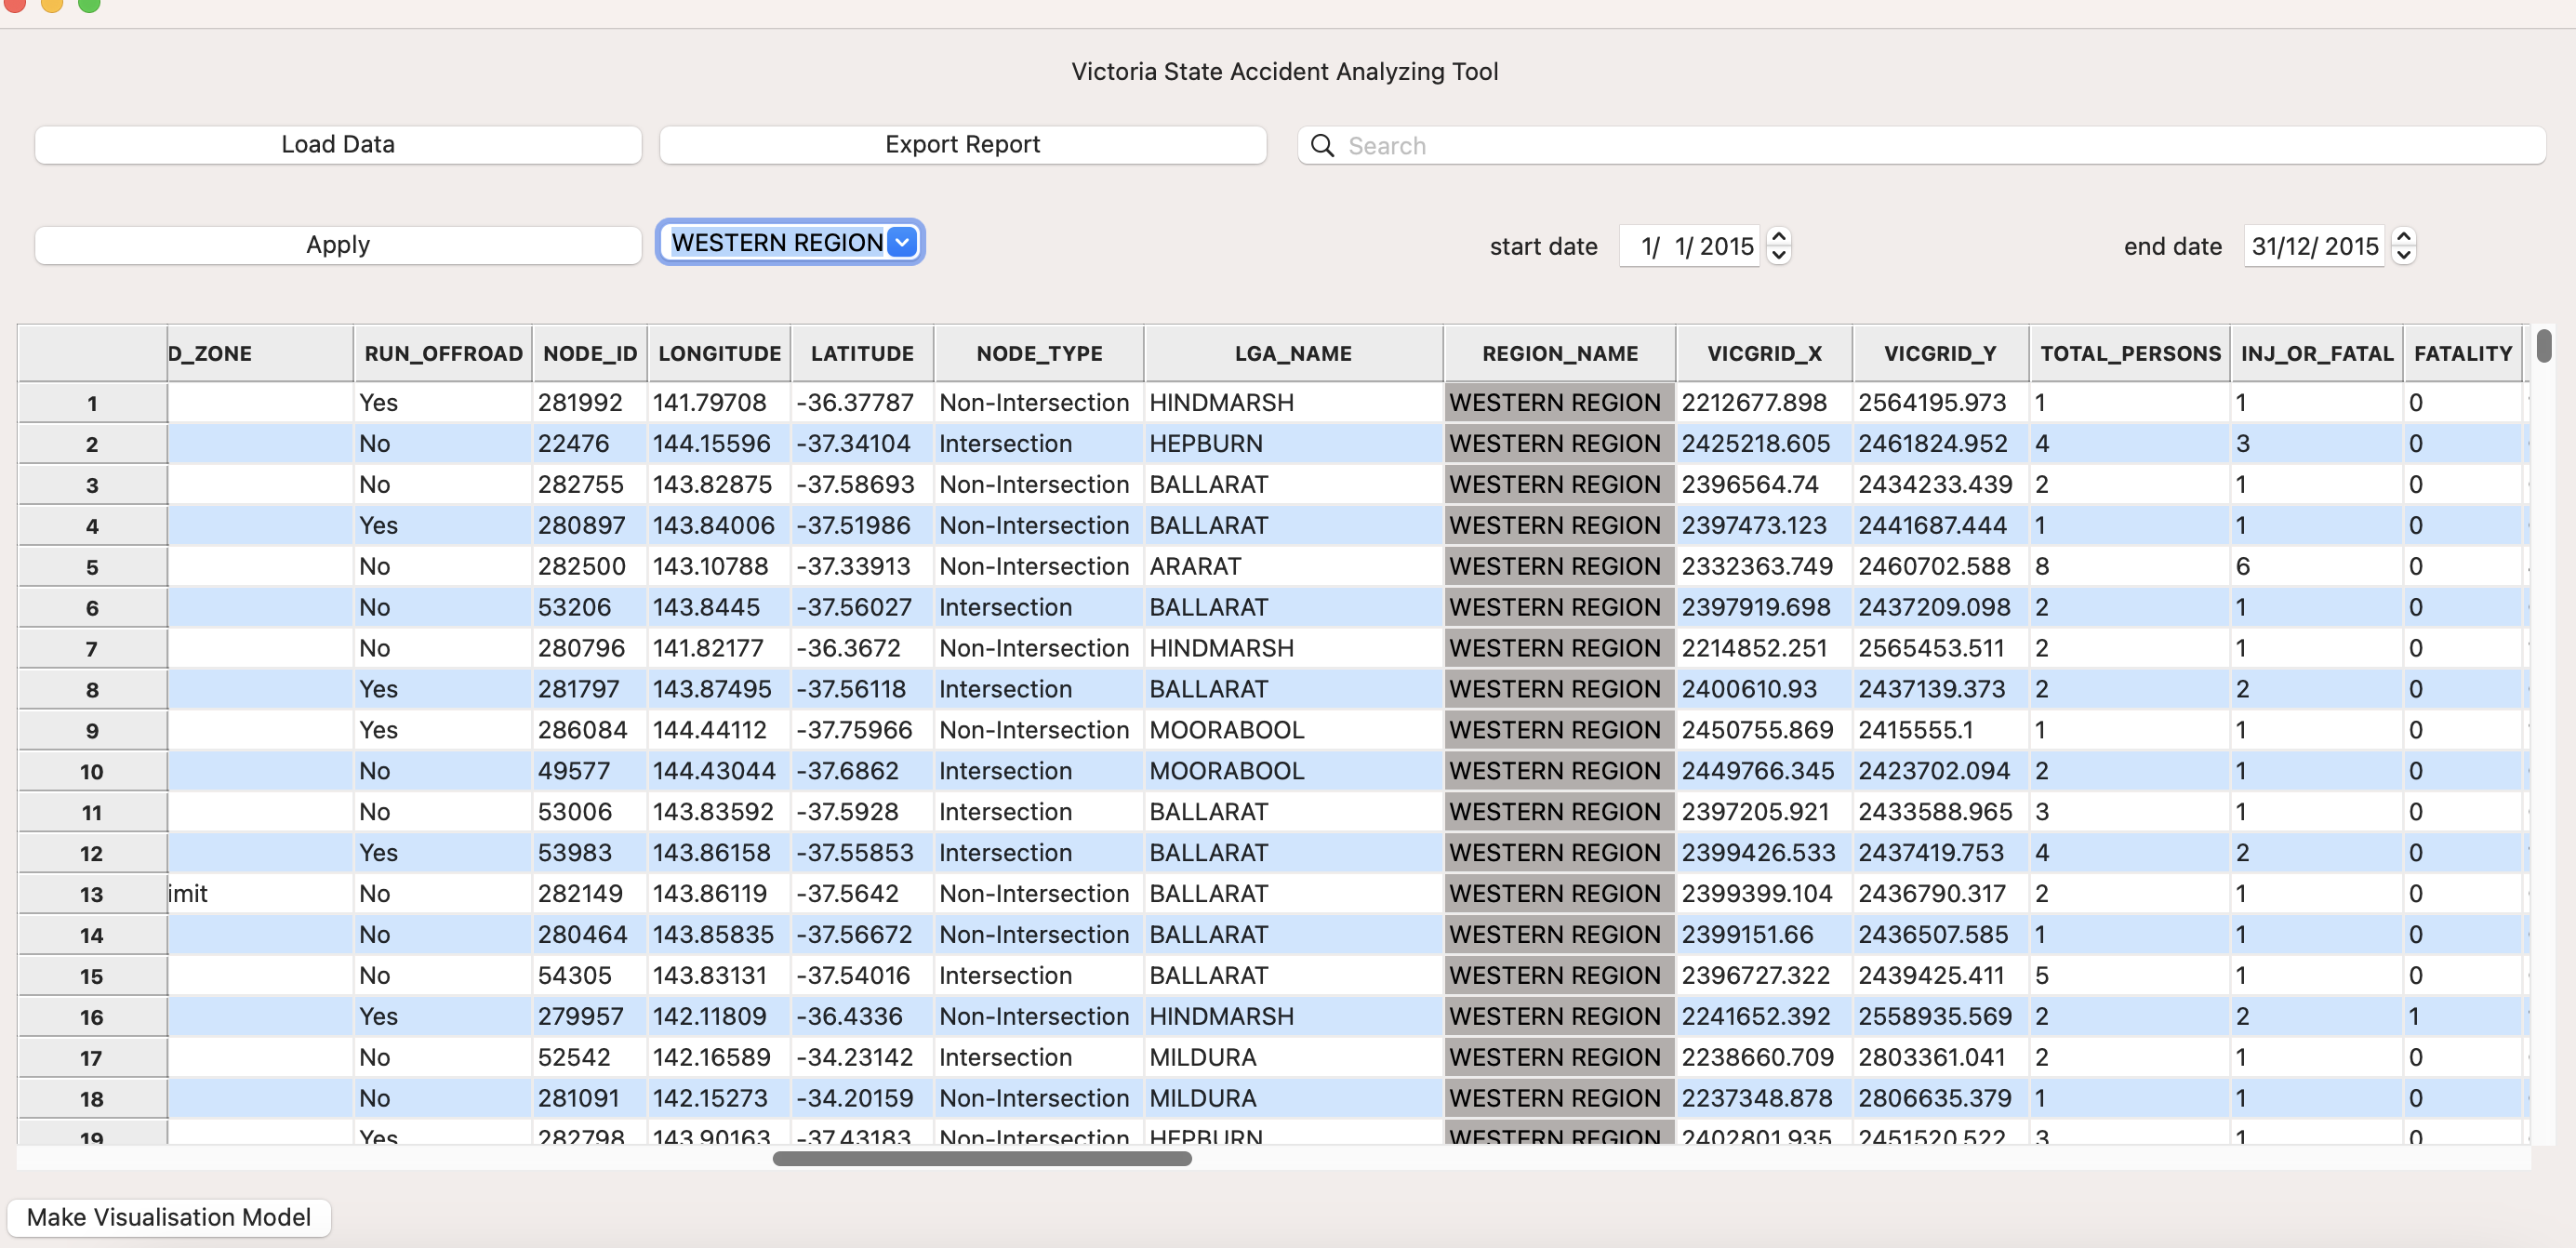 Victoria State Accident Analyzing Tool
Load Data Export Report Search
Apply WESTERN REGION start date 1/ 1/ 2015 end date 31/12/ 2015
D_ZONE RUN_OFFROAD NODE_ID LONGITUDE LATITUDE NODE_TYPE LGA_NAME REGION_NAME VICGRID_X VICGRID_Y TOTAL_PERSONS INJ_OR_FATAL FATALITY
1 Yes 281992 141.79708 -36.37787 Non-Intersection HINDMARSH WESTERN REGION 2212677.898 2564195.973 1 1 0
2 No 22476 144.15596 -37.34104 Intersection HEPBURN WESTERN REGION 2425218.605 2461824.952 4 3 0
3 No 282755 143.82875 -37.58693 Non-Intersection BALLARAT WESTERN REGION 2396564.74 2434233.439 2 1 0
4 Yes 280897 143.84006 -37.51986 Non-Intersection BALLARAT WESTERN REGION 2397473.123 2441687.444 1 1 0
5 No 282500 143.10788 -37.33913 Non-Intersection ARARAT WESTERN REGION 2332363.749 2460702.588 8 6 0
6 No 53206 143.8445 -37.56027 Intersection BALLARAT WESTERN REGION 2397919.698 2437209.098 2 1 0
7 No 280796 141.82177 -36.3672 Non-Intersection HINDMARSH WESTERN REGION 2214852.251 2565453.511 2 1 0
8 Yes 281797 143.87495 -37.56118 Intersection BALLARAT WESTERN REGION 2400610.93 2437139.373 2 2 0
9 Yes 286084 144.44112 -37.75966 Non-Intersection MOORABOOL WESTERN REGION 2450755.869 2415555.1 1 1 0
10 No 49577 144.43044 -37.6862 Intersection MOORABOOL WESTERN REGION 2449766.345 2423702.094 2 1 0
11 No 53006 143.83592 -37.5928 Intersection BALLARAT WESTERN REGION 2397205.921 2433588.965 3 1 0
12 Yes 53983 143.86158 -37.55853 Intersection BALLARAT WESTERN REGION 2399426.533 2437419.753 4 2 0
13 imit No 282149 143.86119 -37.5642 Non-Intersection BALLARAT WESTERN REGION 2399399.104 2436790.317 2 1 0
14 No 280464 143.85835 -37.56672 Non-Intersection BALLARAT WESTERN REGION 2399151.66 2436507.585 1 1 0
15 No 54305 143.83131 -37.54016 Intersection BALLARAT WESTERN REGION 2396727.322 2439425.411 5 1 0
16 Yes 279957 142.11809 -36.4336 Non-Intersection HINDMARSH WESTERN REGION 2241652.392 2558935.569 2 2 1
17 No 52542 142.16589 -34.23142 Intersection MILDURA WESTERN REGION 2238660.709 2803361.041 2 1 0
18 No 281091 142.15273 -34.20159 Non-Intersection MILDURA WESTERN REGION 2237348.878 2806635.379 1 1 0
19 Yes 282798 143.90163 -37.43183 Non-Intersection HEPBURN WESTERN REGION 2402801.935 2451520.522 3 1 0
Make Visualisation Model